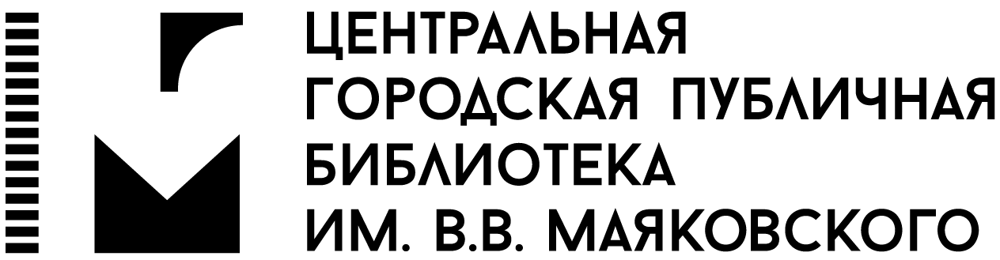 ЦЕНТРАЛЬНАЯ
ГОРОДСКАЯ ПУБЛИЧНАЯ
БИБЛИОТЕКА
ИМ. В.В. МАЯКОВСКОГО